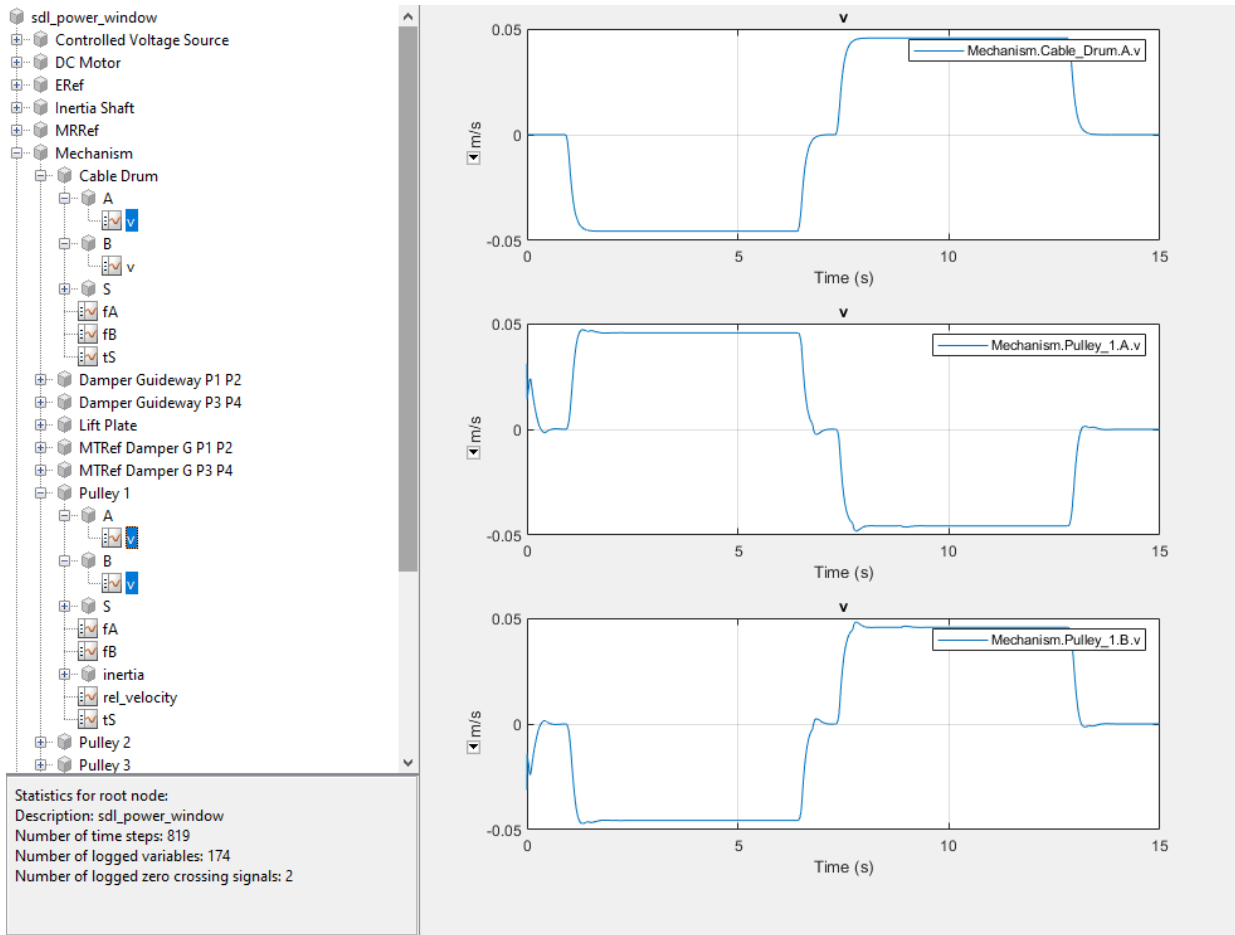 sdl_power_window
Controlled Voltage Source
DC Motor
ERef
Inertia Shaft
MRRef
Mechanism
Cable Drum
A
v
B
v
S
fA
fB
tS
Damper Guideway P1 P2
Damper Guideway P3 P4
Lift Plate
MTRef Damper G P1 P2
MTRef Damper G P3 P4
Pulley 1
A
v
B
v
S
fA
fB
inertia
rel_velocity
tS
Pulley 2
Pulley 3
Statistics for root node:
Description: sdl_power_window
Number of time steps: 819
Number of logged variables: 174
Number of logged zero crossing signals: 2
v
0.05
Mechanism.Cable_Drum.A.v
m/s
0
-0.05
0 5 10 15
Time (s)
v
0.05
Mechanism.Pulley_1.A.v
m/s
0
-0.05
0 5 10 15
Time (s)
v
0.05
Mechanism.Pulley_1.B.v
m/s
0
-0.05
0 5 10 15
Time (s)